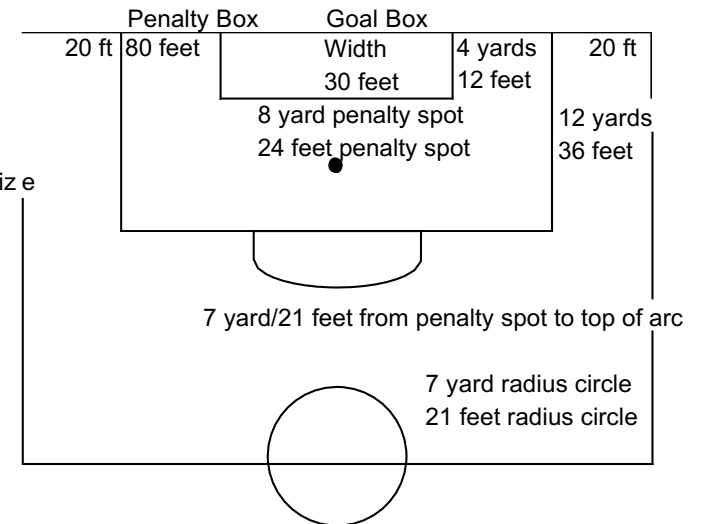 Penalty Box Goal Box
20 ft 80 feet Width 4 yards 20 ft
30 feet 12 feet
8 yard penalty spot 12 yards
24 feet penalty spot 36 feet
iz e
7 yard/21 feet from penalty spot to top of arc
7 yard radius circle
21 feet radius circle